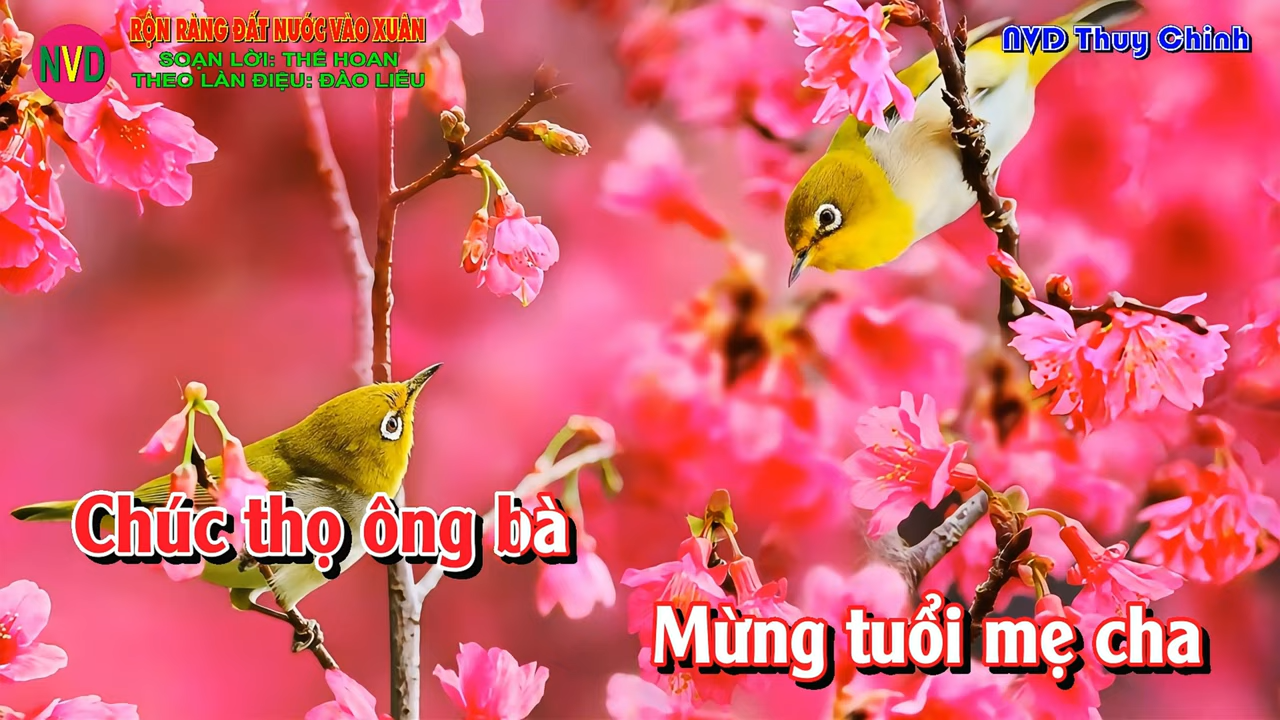 NVD
RỘN RÀNG ĐẤT NƯỚC VÀO XUÂN
SOẠN LỜI: THẾ HOAN
THEO LÀN ĐIỆU: ĐÀO LIỄU
NVD Thuy Chinh
Chúc thọ ông bà
Mừng tuổi mẹ cha